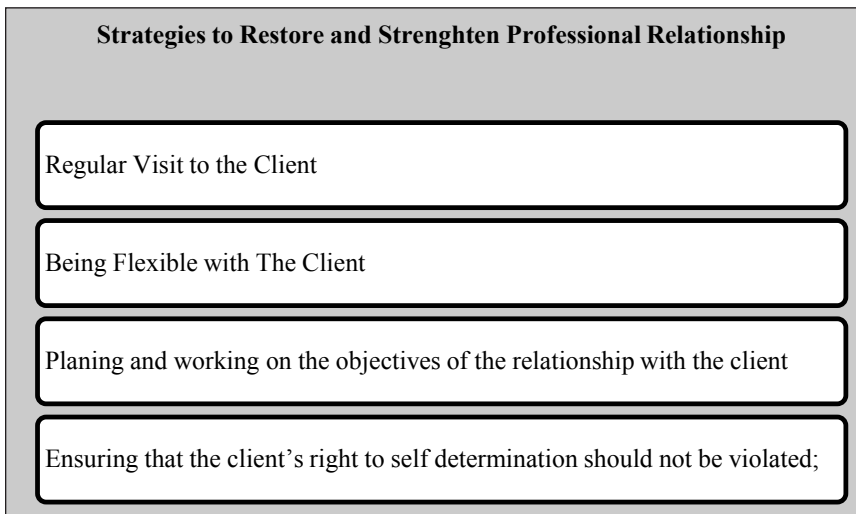 Strategies to Restore and Strenghten Professional Relationship
Regular Visit to the Client
Being Flexible with The Client
Planing and working on the objectives of the relationship with the client
Ensuring that the client’s right to self determination should not be violated;